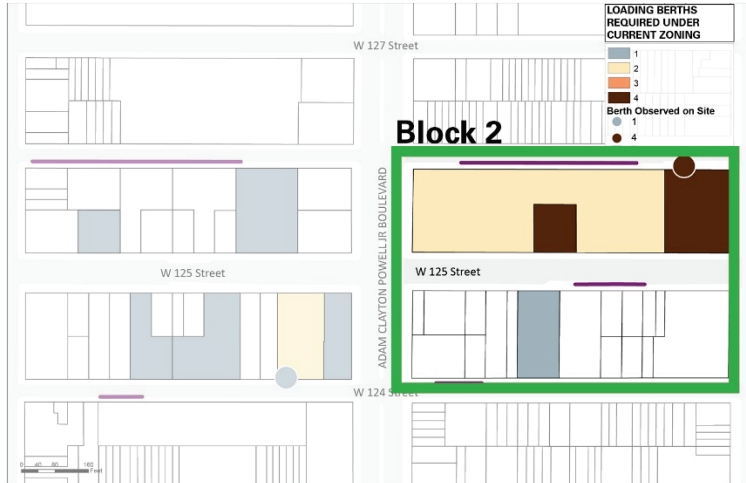 LOADING BERTHS
REQUIRED UNDER
CURRENT ZONING
1
2
3
4
Berth Observed on Site
1
4
W 127 Street
Block 2
ADAM CLAYTON POWELL JR BOULEVARD
W 125 Street
W 125 Street
W 124 Street
0 40 80 160
Feet